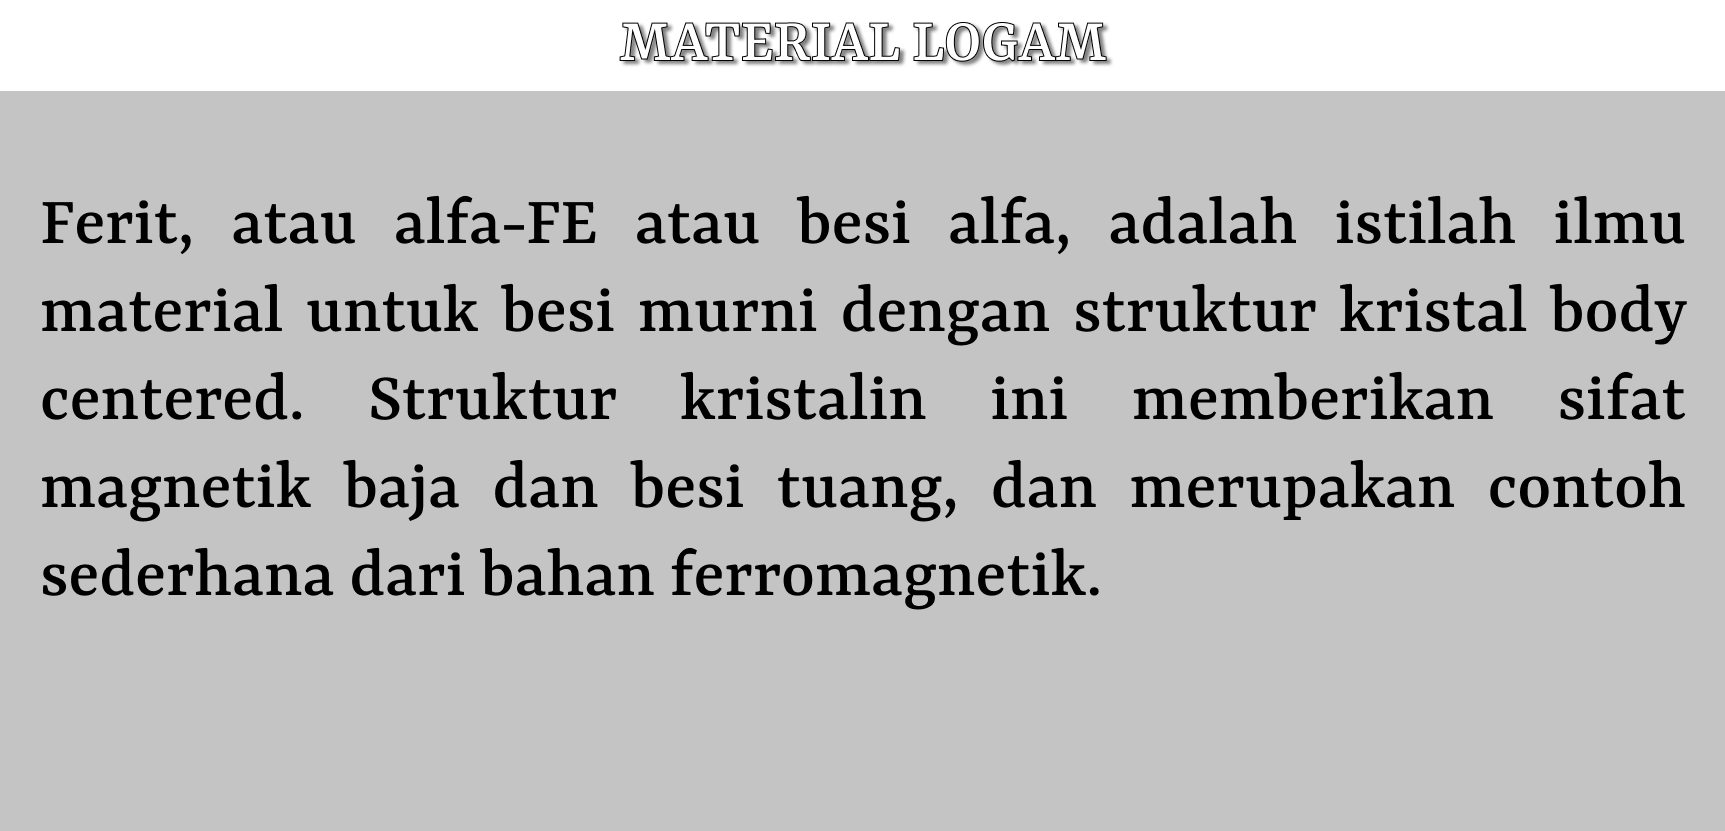 MATERIAL LOGAM
Ferit, atau alfa-FE atau besi alfa, adalah istilah ilmu
material untuk besi murni dengan struktur kristal body
centered. Struktur kristalin ini memberikan sifat
magnetik baja dan besi tuang, dan merupakan contoh
sederhana dari bahan ferromagnetik.